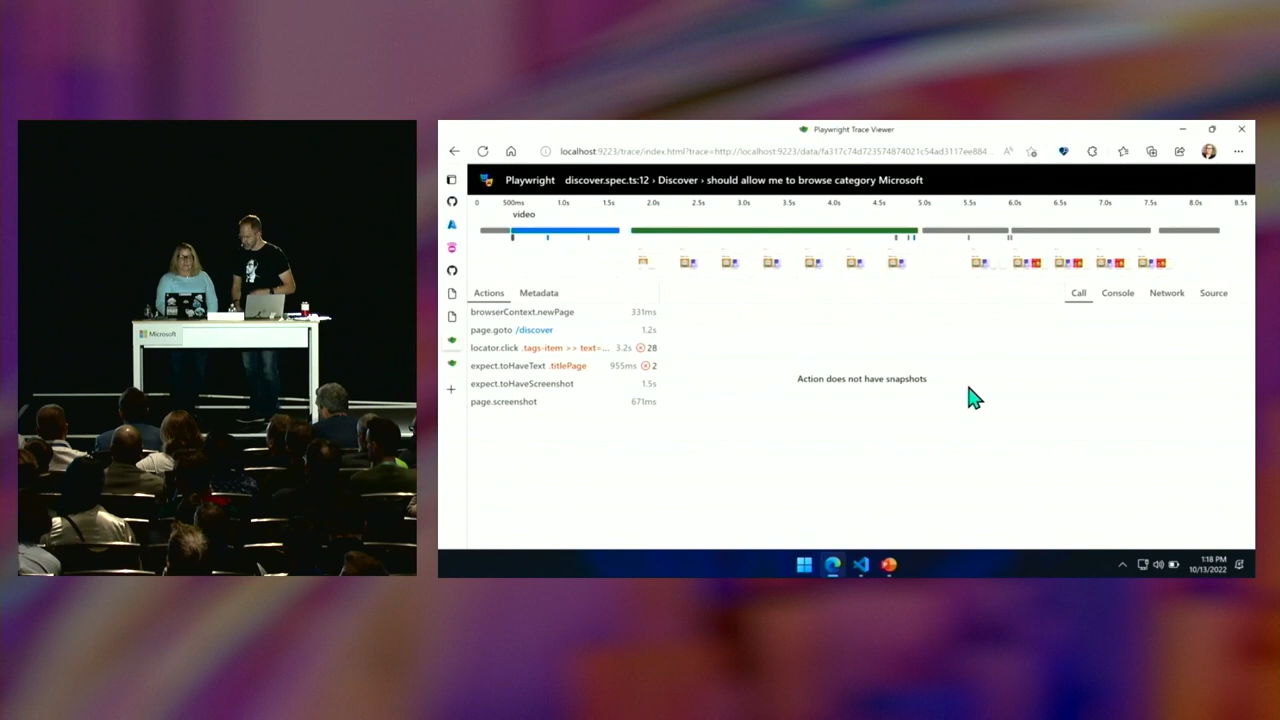 Microsoft
Playwright Trace Viewer
localhost:9223/trace/index.html?trace=http://localhost:9223/data/fa317c74d723574874021c54ad3117ee884...
Playwright discover.spec.ts:12 › Discover › should allow me to browse category Microsoft
0 500ms 1.0s 1.5s 2.0s 2.5s 3.0s 3.5s 4.0s 4.5s 5.0s 5.5s 6.0s 6.5s 7.0s 7.5s 8.0s 8.5s
video
Actions Metadata Call Console Network Source
browserContext.newPage 331ms
page.goto /discover 1.2s
locator.click .tags-item >> text=... 3.2s 28
expect.toHaveText .titlePage 955ms 2
expect.toHaveScreenshot 1.5s
page.screenshot 671ms
Action does not have snapshots
1:18 PM
10/13/2022